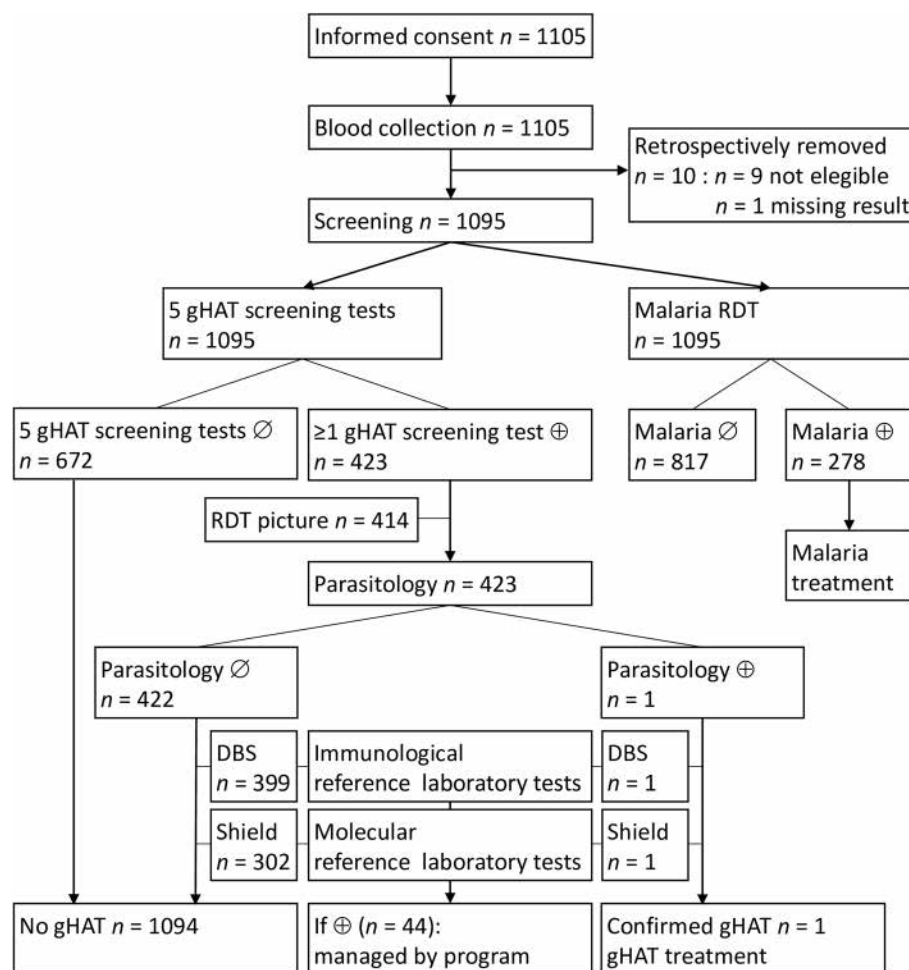 Informed consent n = 1105
Blood collection n = 1105
Retrospectively removed
n = 10 : n = 9 not elegible
n = 1 missing result
Screening n = 1095
5 gHAT screening tests
n = 1095
Malaria RDT
n = 1095
5 gHAT screening tests ∅
n = 672
≥1 gHAT screening test ⊕
n = 423
Malaria ∅
n = 817
Malaria ⊕
n = 278
RDT picture n = 414
Malaria
treatment
Parasitology n = 423
Parasitology ∅
n = 422
Parasitology ⊕
n = 1
DBS
n = 399
Immunological
reference laboratory tests
DBS
n = 1
Shield
n = 302
Molecular
reference laboratory tests
Shield
n = 1
No gHAT n = 1094
If ⊕ (n = 44):
managed by program
Confirmed gHAT n = 1
gHAT treatment